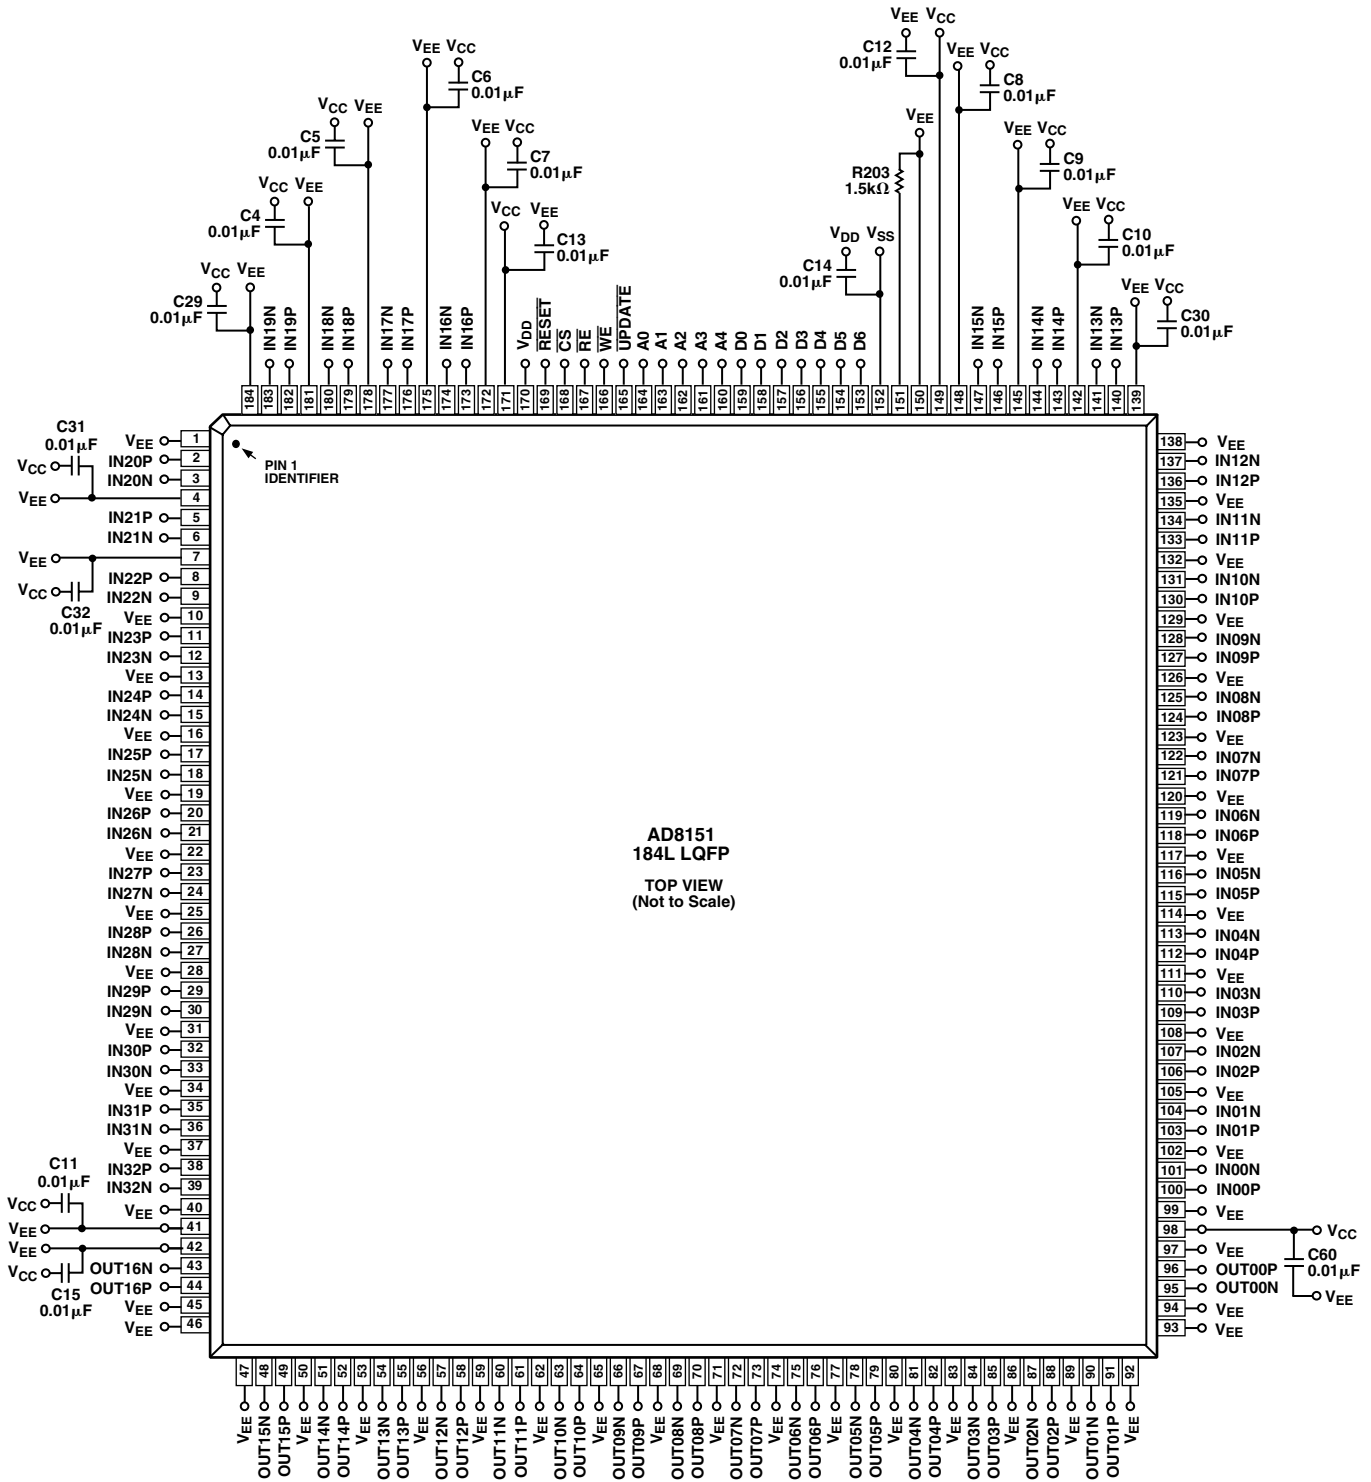 VEE VCC
C12
0.01µF
VEE VCC
C6
0.01µF
VEE VCC
C8
0.01µF
VCC VEE
C5
0.01µF
VEE VCC
C7
0.01µF
VEE
R203
1.5kΩ
VEE VCC
C9
0.01µF
VCC VEE
C4
0.01µF
VCC VEE
C13
0.01µF
VDD VSS
C14
0.01µF
VEE VCC
C10
0.01µF
VCC VEE
C29
0.01µF
VEE VCC
C30
0.01µF
IN19N
IN19P
IN18N
IN18P
IN17N
IN17P
IN16N
IN16P
VDD
RESET
CS
RE
WE
UPDATE
A0
A1
A2
A3
A4
D0
D1
D2
D3
D4
D5
D6
IN15N
IN15P
IN14N
IN14P
IN13N
IN13P
184 183 182 181 180 179 178 177 176 175 174 173 172 171 170 169 168 167 166 165 164 163 162 161 160 159 158 157 156 155 154 153 152 151 150 149 148 147 146 145 144 143 142 141 140 139
C31
0.01µF
VCC
VEE
VEE
VCC
C32
0.01µF
VEE 1
IN20P 2
IN20N 3
4
IN21P 5
IN21N 6
7
IN22P 8
IN22N 9
VEE 10
IN23P 11
IN23N 12
VEE 13
IN24P 14
IN24N 15
VEE 16
IN25P 17
IN25N 18
VEE 19
IN26P 20
IN26N 21
VEE 22
IN27P 23
IN27N 24
VEE 25
IN28P 26
IN28N 27
VEE 28
IN29P 29
IN29N 30
VEE 31
IN30P 32
IN30N 33
VEE 34
IN31P 35
IN31N 36
VEE 37
IN32P 38
IN32N 39
VEE 40
41
42
OUT16N 43
OUT16P 44
VEE 45
VEE 46
C11
0.01µF
VCC
VEE
VEE
VCC
C15
0.01µF
PIN 1
IDENTIFIER
AD8151
184L LQFP
TOP VIEW
(Not to Scale)
138 VEE
137 IN12N
136 IN12P
135 VEE
134 IN11N
133 IN11P
132 VEE
131 IN10N
130 IN10P
129 VEE
128 IN09N
127 IN09P
126 VEE
125 IN08N
124 IN08P
123 VEE
122 IN07N
121 IN07P
120 VEE
119 IN06N
118 IN06P
117 VEE
116 IN05N
115 IN05P
114 VEE
113 IN04N
112 IN04P
111 VEE
110 IN03N
109 IN03P
108 VEE
107 IN02N
106 IN02P
105 VEE
104 IN01N
103 IN01P
102 VEE
101 IN00N
100 IN00P
99 VEE
98 VCC
97 VEE
96 OUT00P
95 OUT00N
94 VEE
93 VEE
C60
0.01µF
VEE
47 48 49 50 51 52 53 54 55 56 57 58 59 60 61 62 63 64 65 66 67 68 69 70 71 72 73 74 75 76 77 78 79 80 81 82 83 84 85 86 87 88 89 90 91 92
VEE
OUT15N
OUT15P
VEE
OUT14N
OUT14P
VEE
OUT13N
OUT13P
VEE
OUT12N
OUT12P
VEE
OUT11N
OUT11P
VEE
OUT10N
OUT10P
VEE
OUT09N
OUT09P
VEE
OUT08N
OUT08P
VEE
OUT07N
OUT07P
VEE
OUT06N
OUT06P
VEE
OUT05N
OUT05P
VEE
OUT04N
OUT04P
VEE
OUT03N
OUT03P
VEE
OUT02N
OUT02P
VEE
OUT01N
OUT01P
VEE